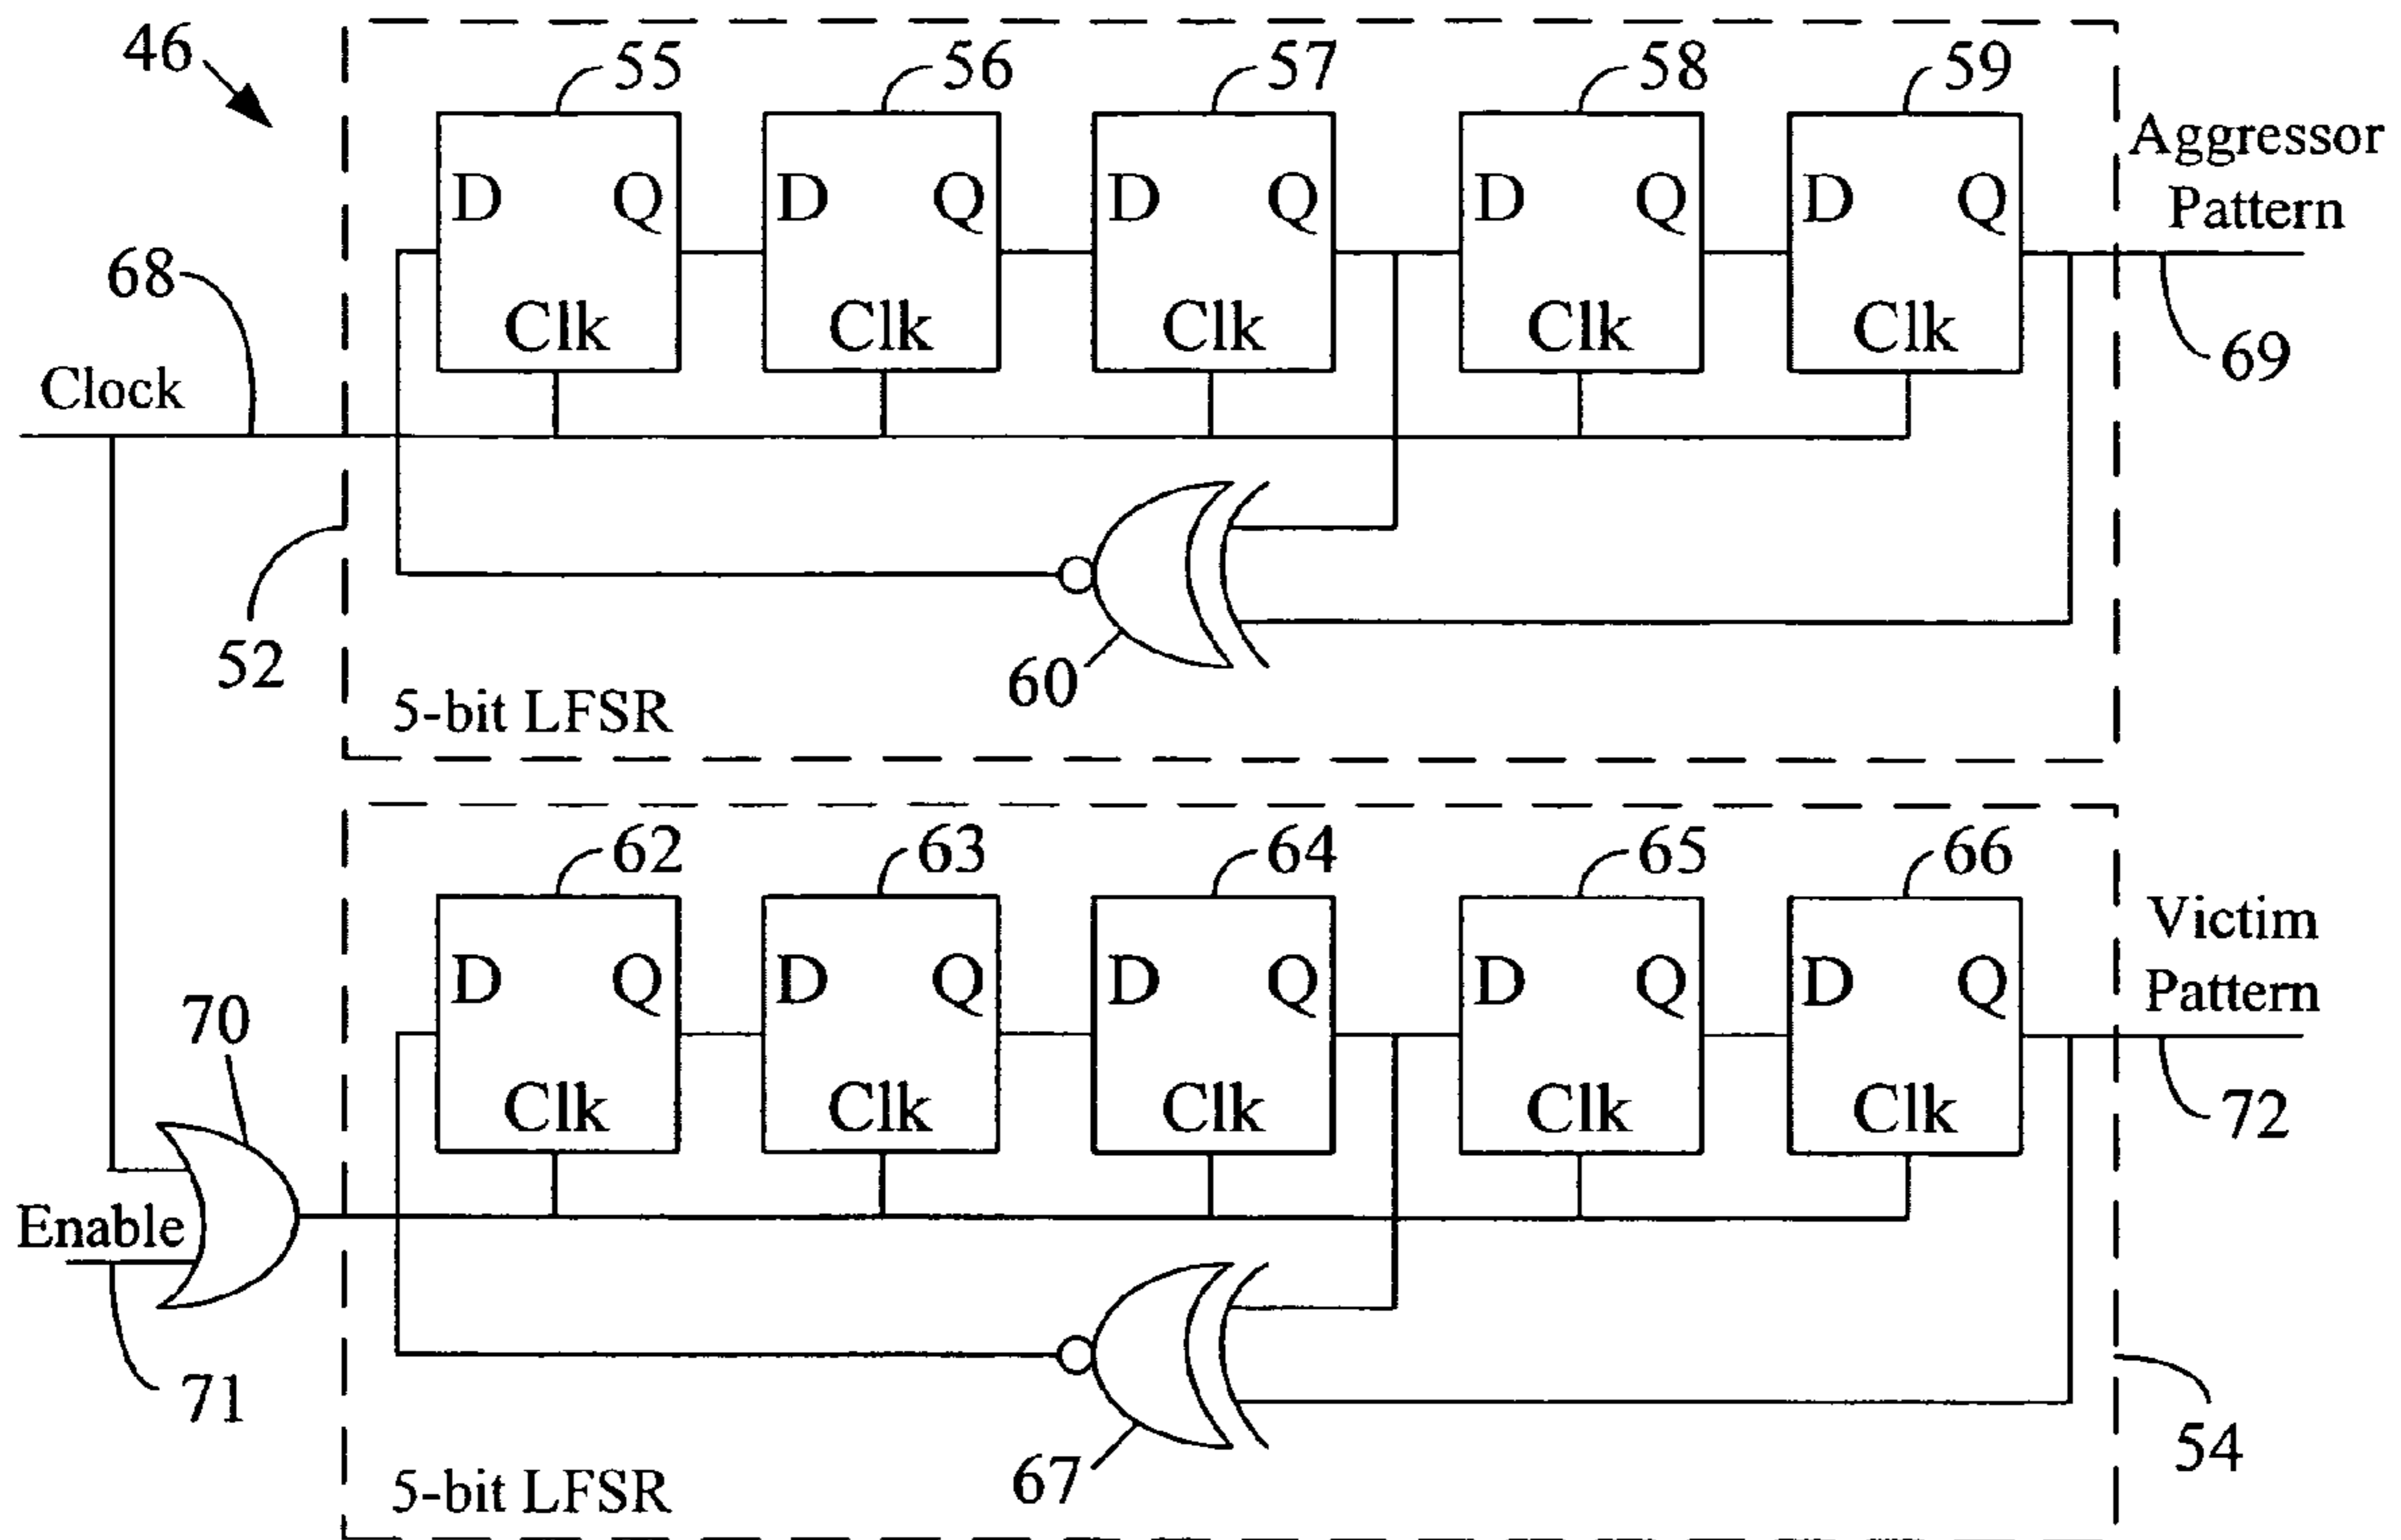 46
55
56
57
58
59
D Q
Clk
D Q
Clk
D Q
Clk
D Q
Clk
D Q
Clk
Aggressor
Pattern
69
68
Clock
52
60
5-bit LFSR
62
63
64
65
66
D Q
Clk
D Q
Clk
D Q
Clk
D Q
Clk
D Q
Clk
Victim
Pattern
72
70
Enable
71
67
54
5-bit LFSR